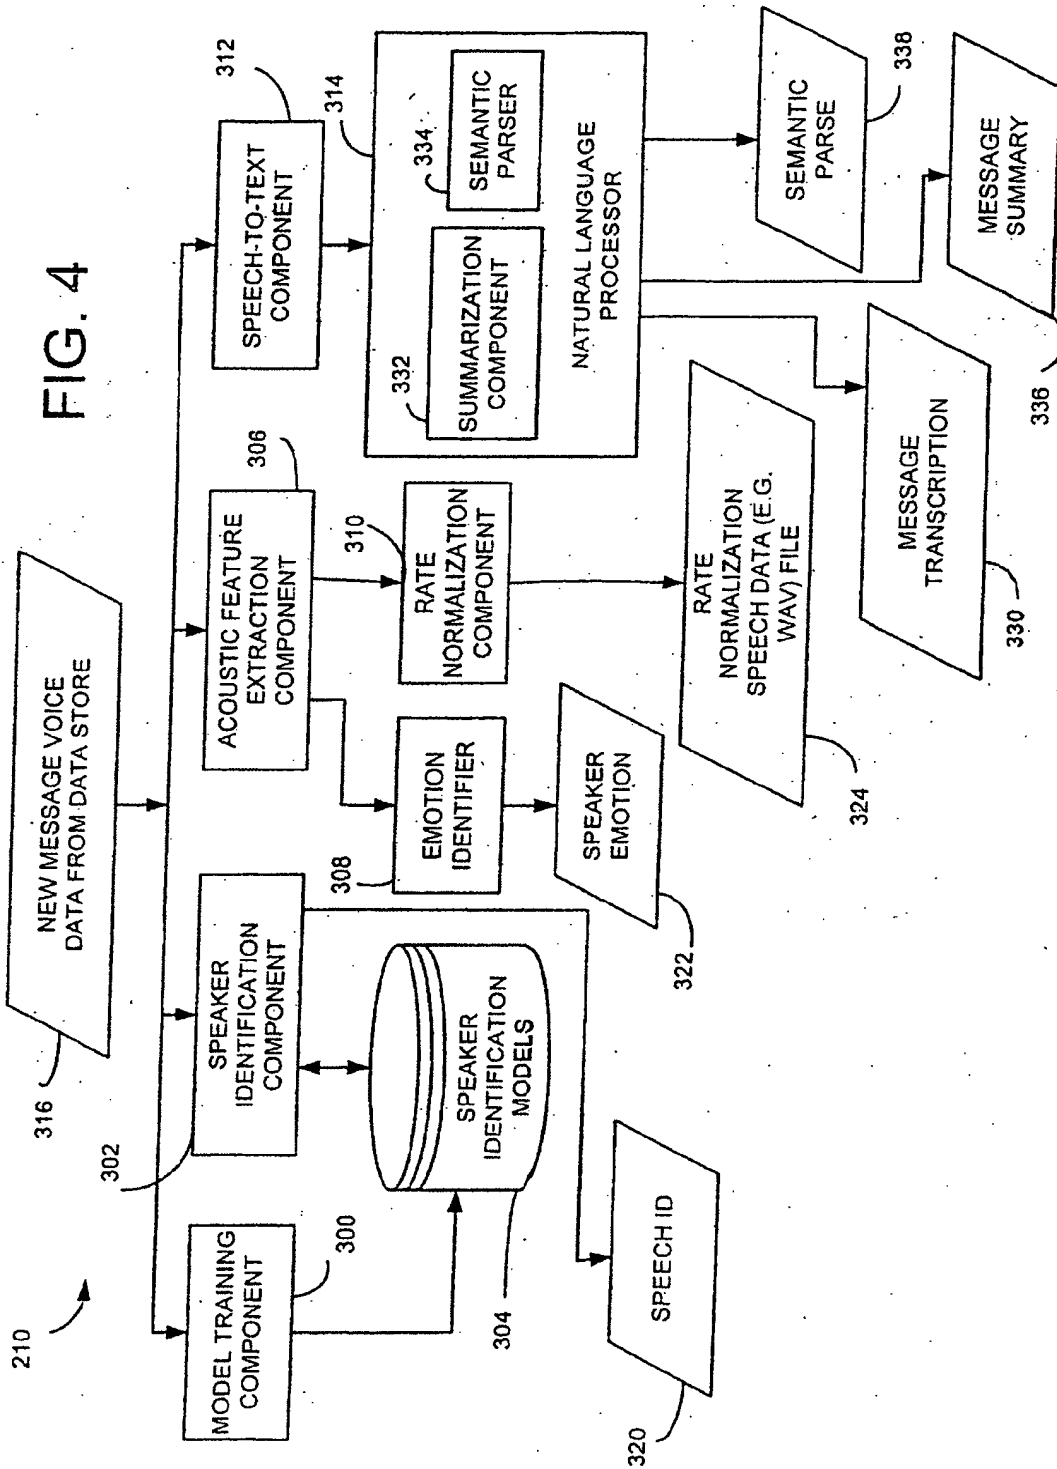 FIG. 4
210
316
NEW MESSAGE VOICE
DATA FROM DATA STORE
302
MODEL TRAINING
COMPONENT
300
SPEAKER
IDENTIFICATION
COMPONENT
ACOUSTIC FEATURE
EXTRACTION
COMPONENT
306
SPEECH-TO-TEXT
COMPONENT
312
SPEAKER
IDENTIFICATION
MODELS
304
308
EMOTION
IDENTIFIER
310
RATE
NORMALIZATION
COMPONENT
314
332
SUMMARIZATION
COMPONENT
334
SEMANTIC
PARSER
NATURAL LANGUAGE
PROCESSOR
SPEECH ID
320
SPEAKER
EMOTION
322
RATE
NORMALIZATION
SPEECH DATA (E.G.
WAV) FILE
324
SEMANTIC
PARSE
338
MESSAGE
TRANSCRIPTION
330
MESSAGE
SUMMARY
336